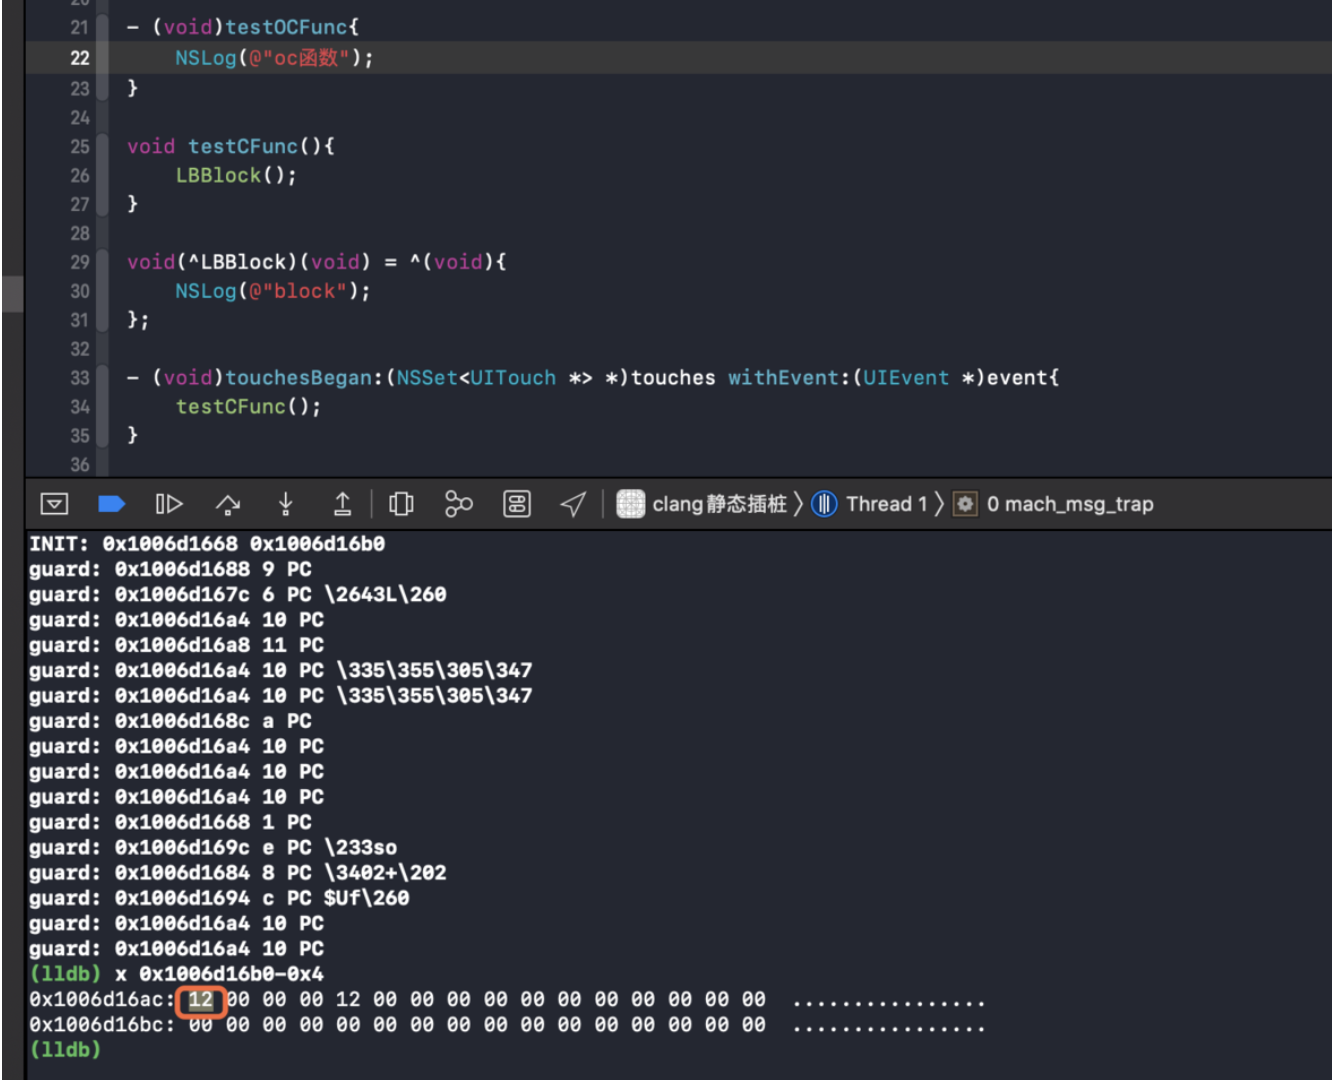 21 - (void)testOCFunc{
22 NSLog(@"oc函数");
23 }
24
25 void testCFunc(){
26 LBBlock();
27 }
28
29 void(^LBBlock)(void) = ^(void){
30 NSLog(@"block");
31 };
32
33 - (void)touchesBegan:(NSSet<UITouch *> *)touches withEvent:(UIEvent *)event{
34 testCFunc();
35 }
36
clang静态插桩 〉 Thread 1 〉 0 mach_msg_trap
INIT: 0x1006d1668 0x1006d16b0
guard: 0x1006d1688 9 PC
guard: 0x1006d167c 6 PC \2643L\260
guard: 0x1006d16a4 10 PC
guard: 0x1006d16a8 11 PC
guard: 0x1006d16a4 10 PC \335\355\305\347
guard: 0x1006d16a4 10 PC \335\355\305\347
guard: 0x1006d168c a PC
guard: 0x1006d16a4 10 PC
guard: 0x1006d16a4 10 PC
guard: 0x1006d16a4 10 PC
guard: 0x1006d1668 1 PC
guard: 0x1006d169c e PC \233so
guard: 0x1006d1684 8 PC \3402+\202
guard: 0x1006d1694 c PC $Uf\260
guard: 0x1006d16a4 10 PC
guard: 0x1006d16a4 10 PC
(lldb) x 0x1006d16b0-0x4
0x1006d16ac: 12 00 00 00 12 00 00 00 00 00 00 00 00 00 00 00 ................
0x1006d16bc: 00 00 00 00 00 00 00 00 00 00 00 00 00 00 00 00 ................
(lldb)